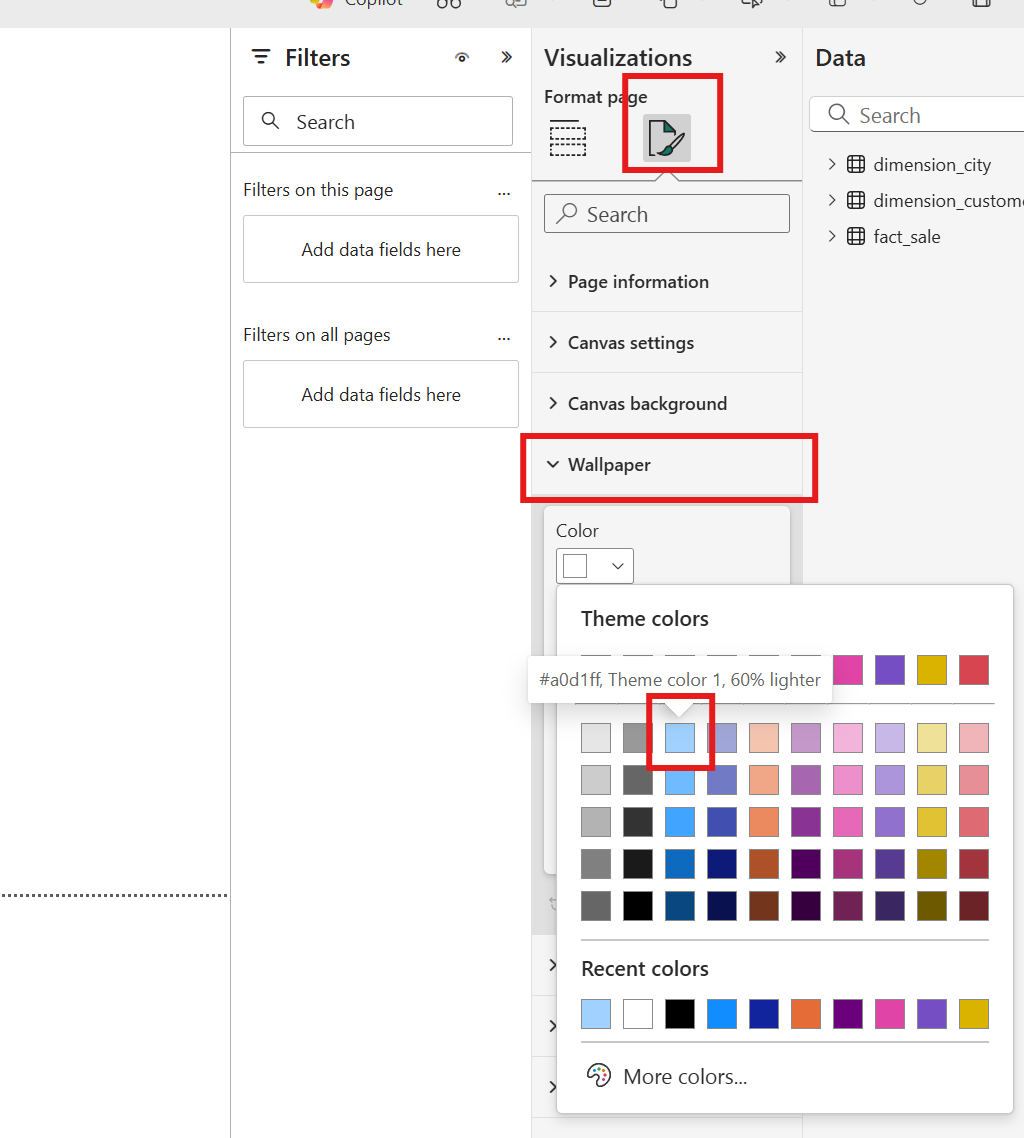 Copilot
Filters
Search
Filters on this page
...
Add data fields here
Filters on all pages
...
Add data fields here
Visualizations
Format page
Search
Page information
Canvas settings
Canvas background
Wallpaper
Color
Theme colors
#a0d1ff, Theme color 1, 60% lighter
Recent colors
More colors...
Data
Search
dimension_city
dimension_custome
fact_sale